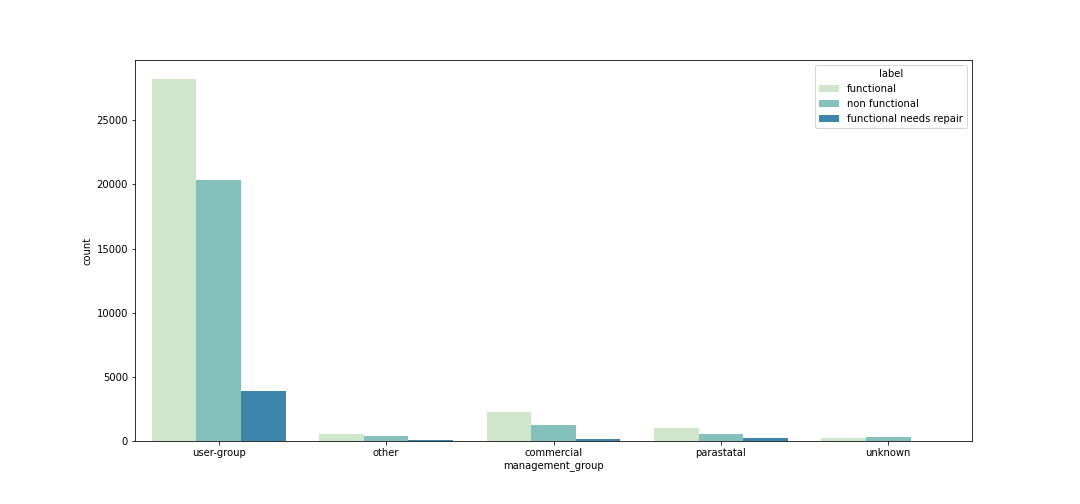 label
functional
non functional
functional needs repair
25000
20000
15000
10000
5000
0
count
user-group other commercial parastatal unknown
management_group